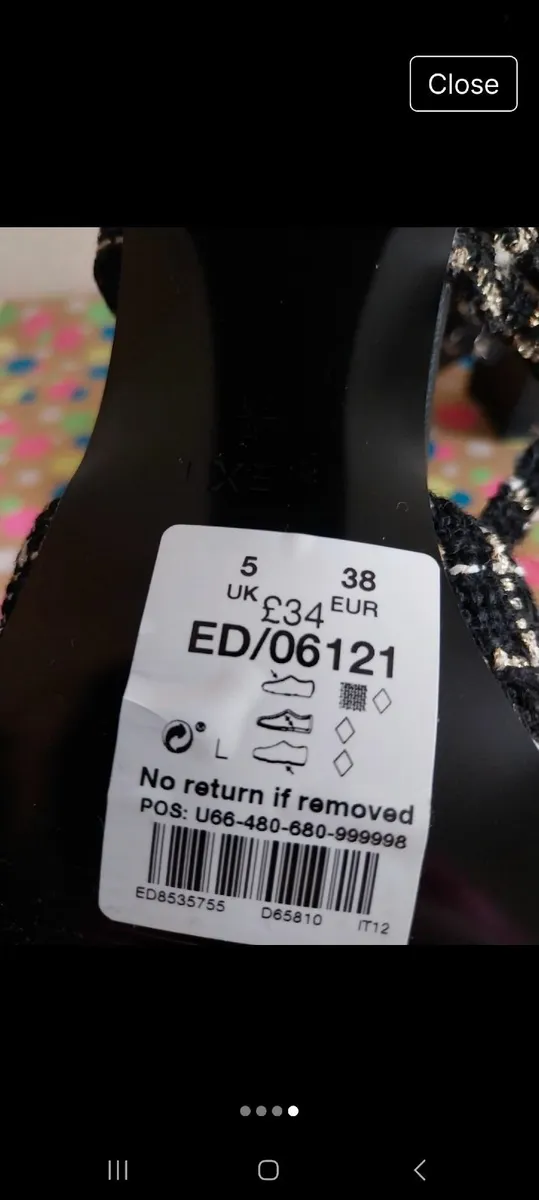 Close
5 38
UK £34 EUR
ED/06121
L
No return if removed
POS: U66-480-680-999998
ED8535755 D65810 IT12